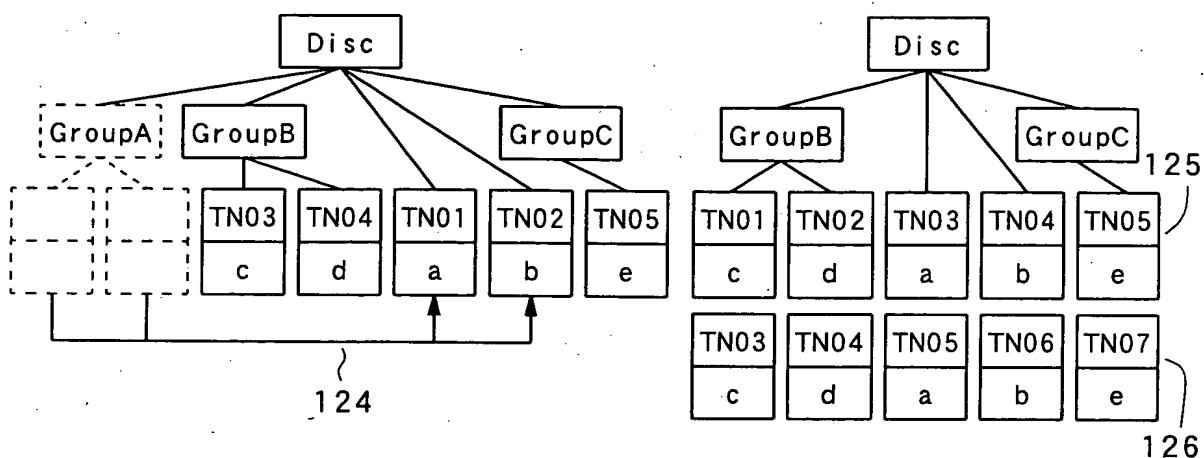 Disc Disc
GroupA GroupB GroupC GroupB GroupC
125
TN03 TN04 TN01 TN02 TN05 TN01 TN02 TN03 TN04 TN05
c d a b e c d a b e
TN03 TN04 TN05 TN06 TN07
c d a b e
124
126